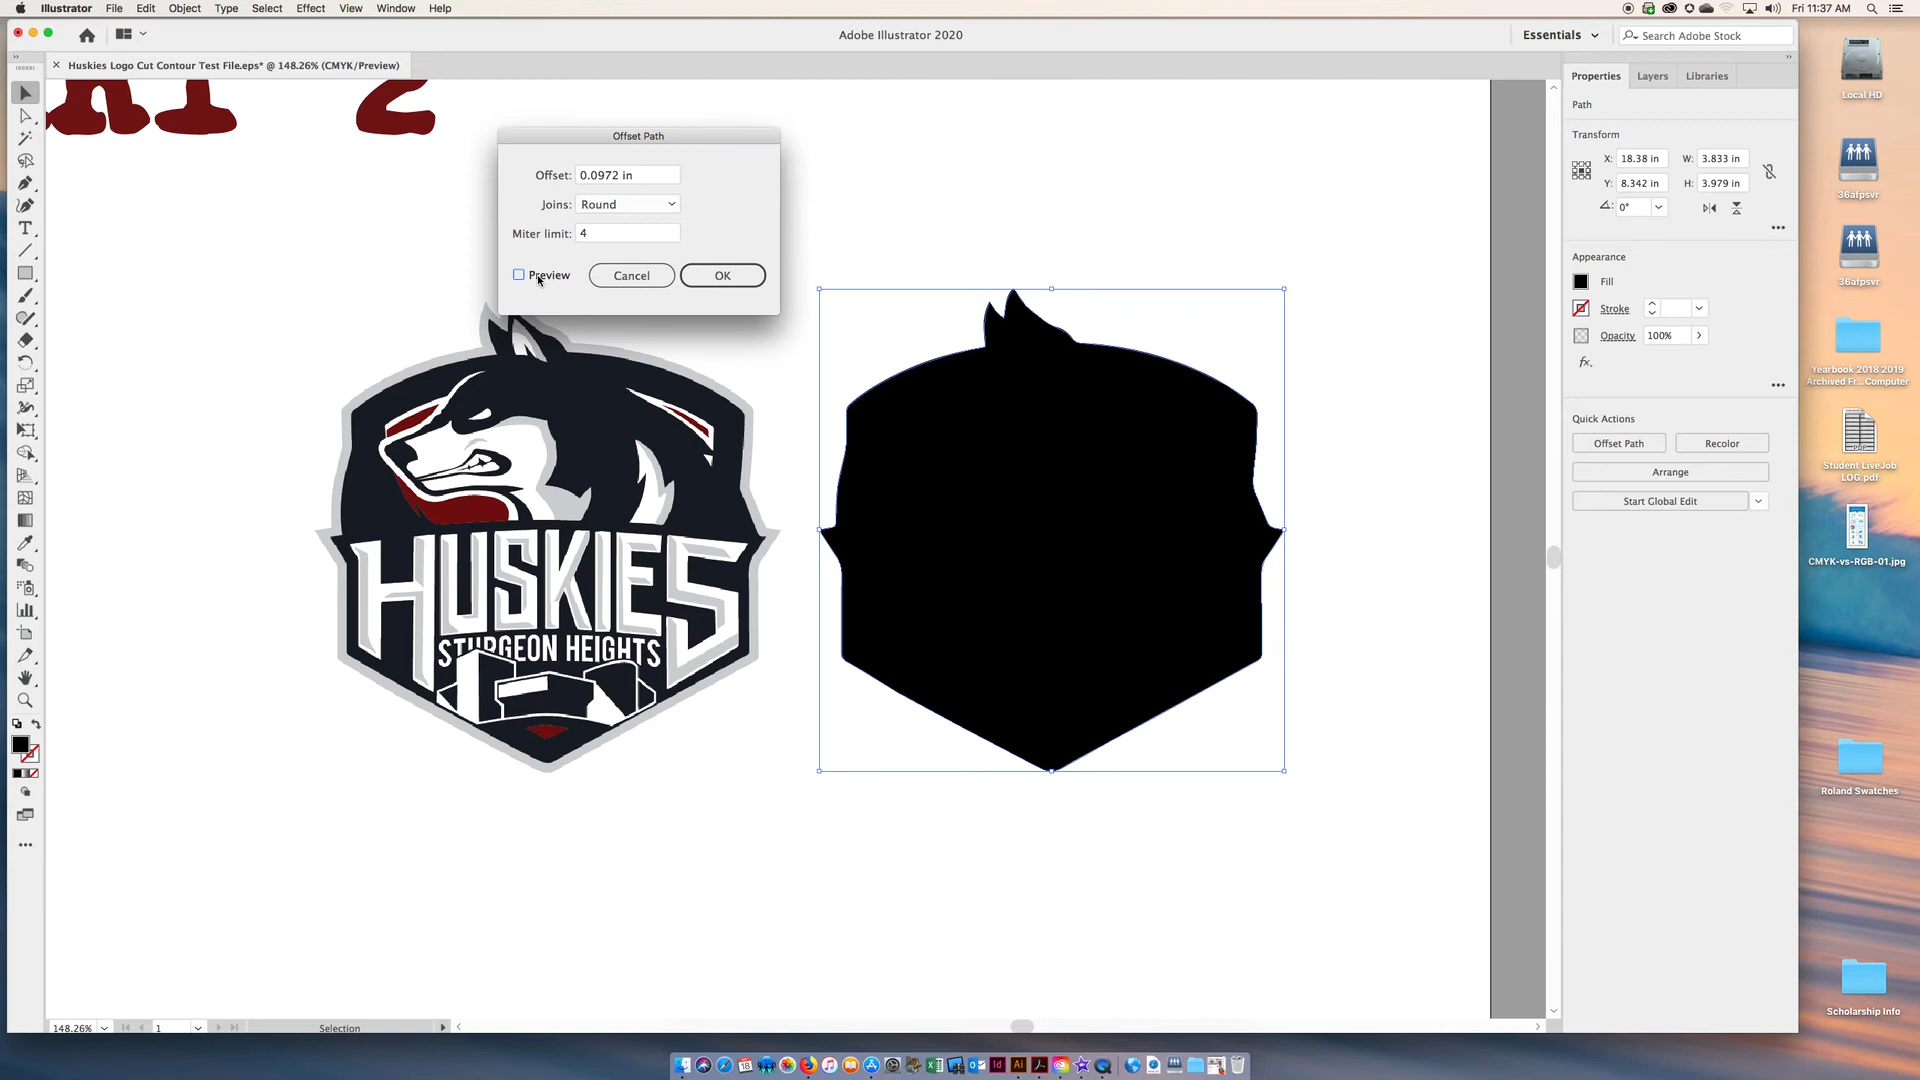 Illustrator File Edit Object Type Select Effect View Window Help
Fri 11:37 AM
Adobe Illustrator 2020
Essentials
Search Adobe Stock
Huskies Logo Cut Contour Test File.eps* @ 148.26% (CMYK/Preview)
Properties Layers Libraries
Path
Transform
X: 18.38 in W: 3.833 in
Y: 8.342 in H: 3.979 in
0°
Appearance
Fill
Stroke
Opacity 100%
fx.
Quick Actions
Offset Path Recolor
Arrange
Start Global Edit
Offset Path
Offset: 0.0972 in
Joins: Round
Miter limit: 4
Preview Cancel OK
HUSKIES
STURGEON HEIGHTS
148.26% 1 Selection
Local HD
36afpsvr
36afpsvr
Yearbook 2018 2019
Archived Fr...Computer
Student LiveJob
LOG.pdf
CMYK-vs-RGB-01.jpg
Roland Swatches
Scholarship Info